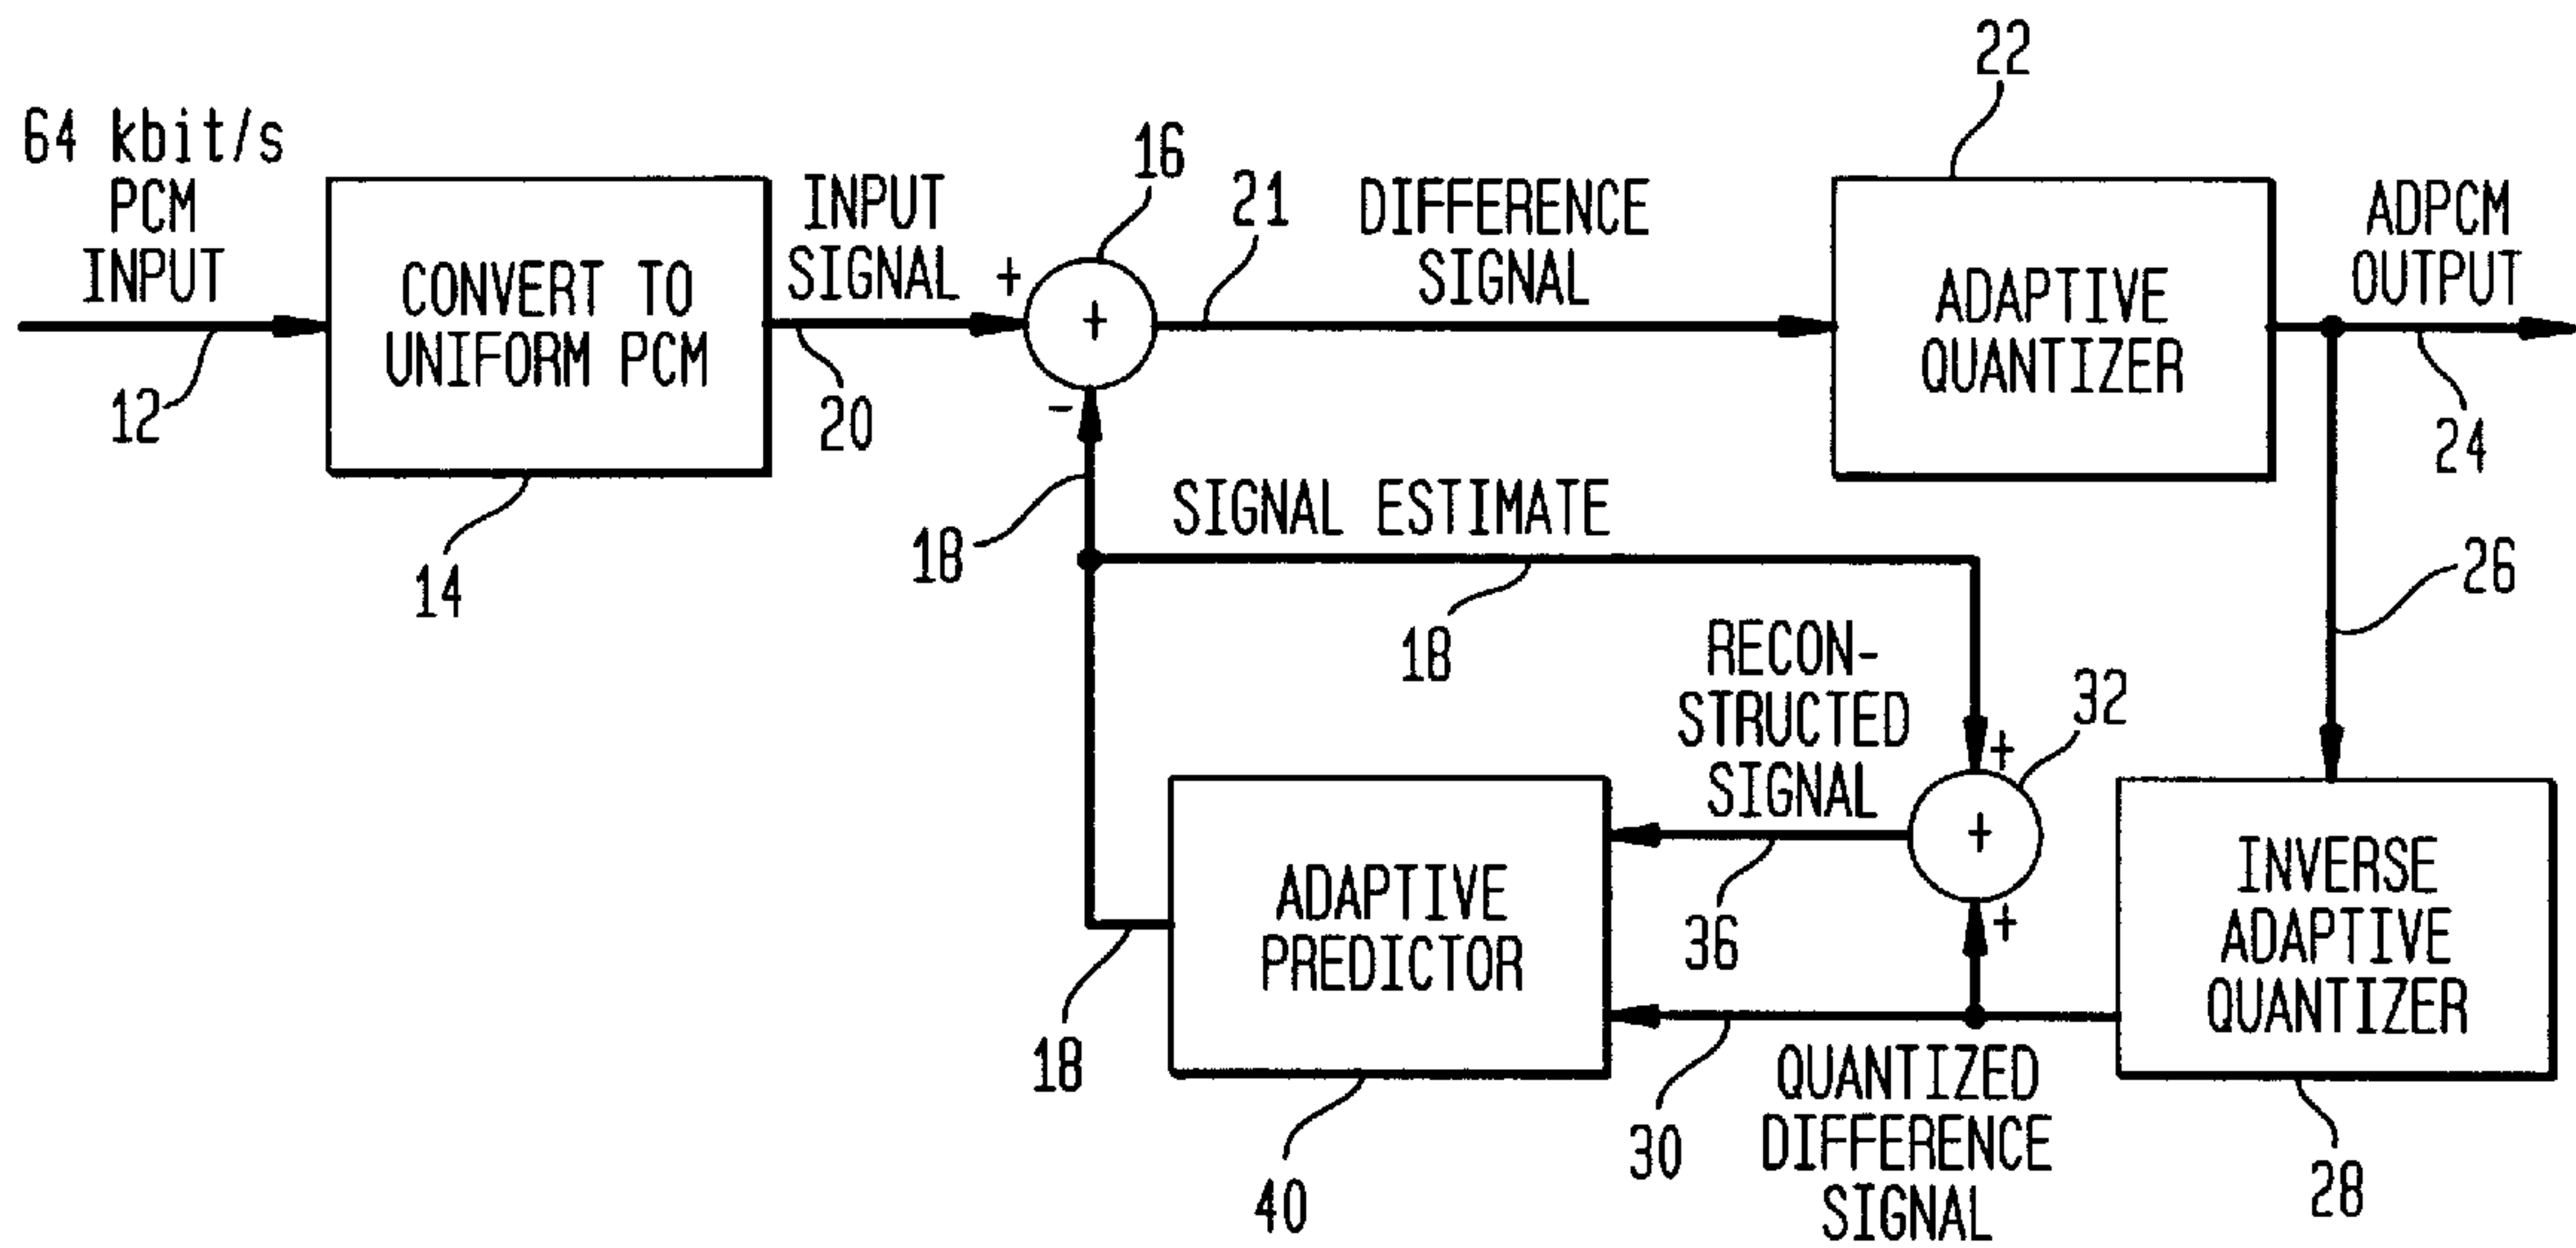 64 kbit/s
PCM
INPUT
12
CONVERT TO
UNIFORM PCM
14
INPUT
SIGNAL
20
+
16
+
-
18
21
DIFFERENCE
SIGNAL
22
ADAPTIVE
QUANTIZER
ADPCM
OUTPUT
24
26
SIGNAL ESTIMATE
18
RECON-
STRUCTED
SIGNAL
36
+
32
+
+
INVERSE
ADAPTIVE
QUANTIZER
28
ADAPTIVE
PREDICTOR
40
18
30
QUANTIZED
DIFFERENCE
SIGNAL